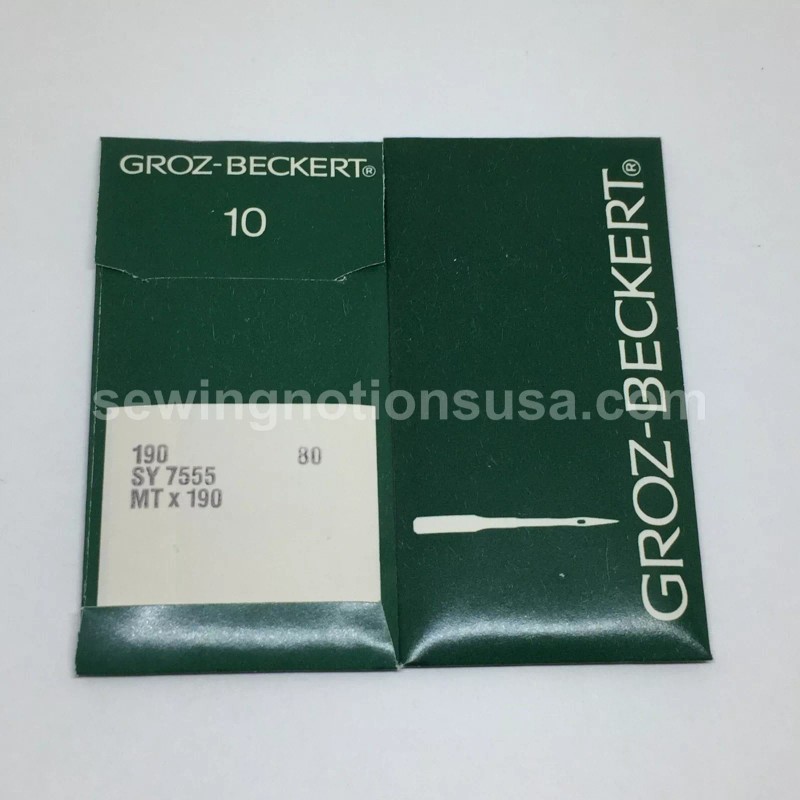 GROZ-BECKERT®
10
sewingnotionsusa.com
190 80
SY 7555
MT x 190
GROZ-BECKERT®